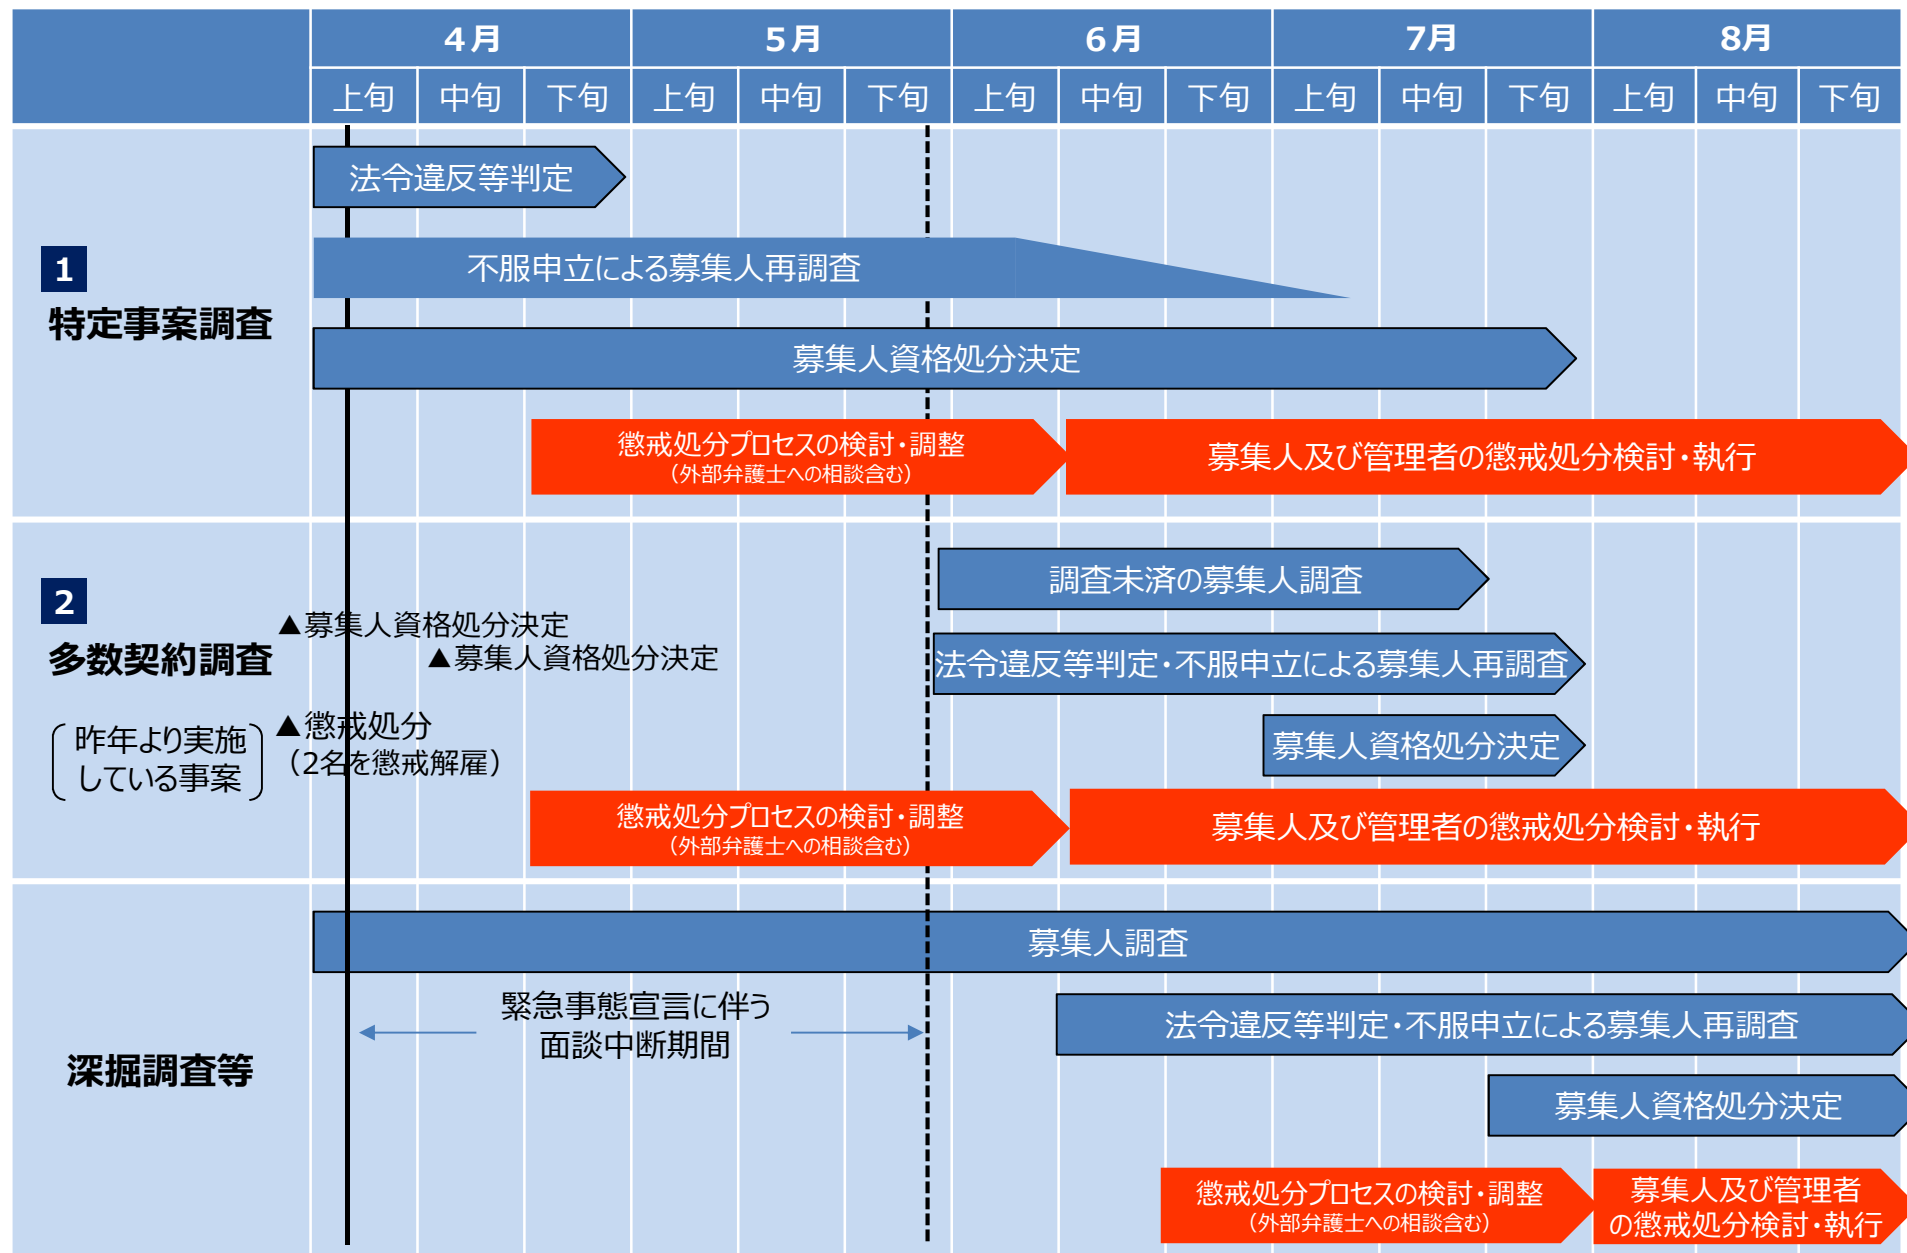 4月 5月 6月 7月 8月
上旬 中旬 下旬 上旬 中旬 下旬 上旬 中旬 下旬 上旬 中旬 下旬 上旬 中旬 下旬
1
特定事案調査
法令違反等判定
不服申立による募集人再調査
募集人資格処分決定
懲戒処分プロセスの検討・調整
（外部弁護士への相談含む）
募集人及び管理者の懲戒処分検討・執行
2
多数契約調査
昨年より実施
している事案
▲募集人資格処分決定
▲募集人資格処分決定
▲懲戒処分
（2名を懲戒解雇）
調査未済の募集人調査
法令違反等判定・不服申立による募集人再調査
募集人資格処分決定
懲戒処分プロセスの検討・調整
（外部弁護士への相談含む）
募集人及び管理者の懲戒処分検討・執行
深掘調査等
募集人調査
緊急事態宣言に伴う
面談中断期間
法令違反等判定・不服申立による募集人再調査
募集人資格処分決定
懲戒処分プロセスの検討・調整
（外部弁護士への相談含む）
募集人及び管理者
の懲戒処分検討・執行